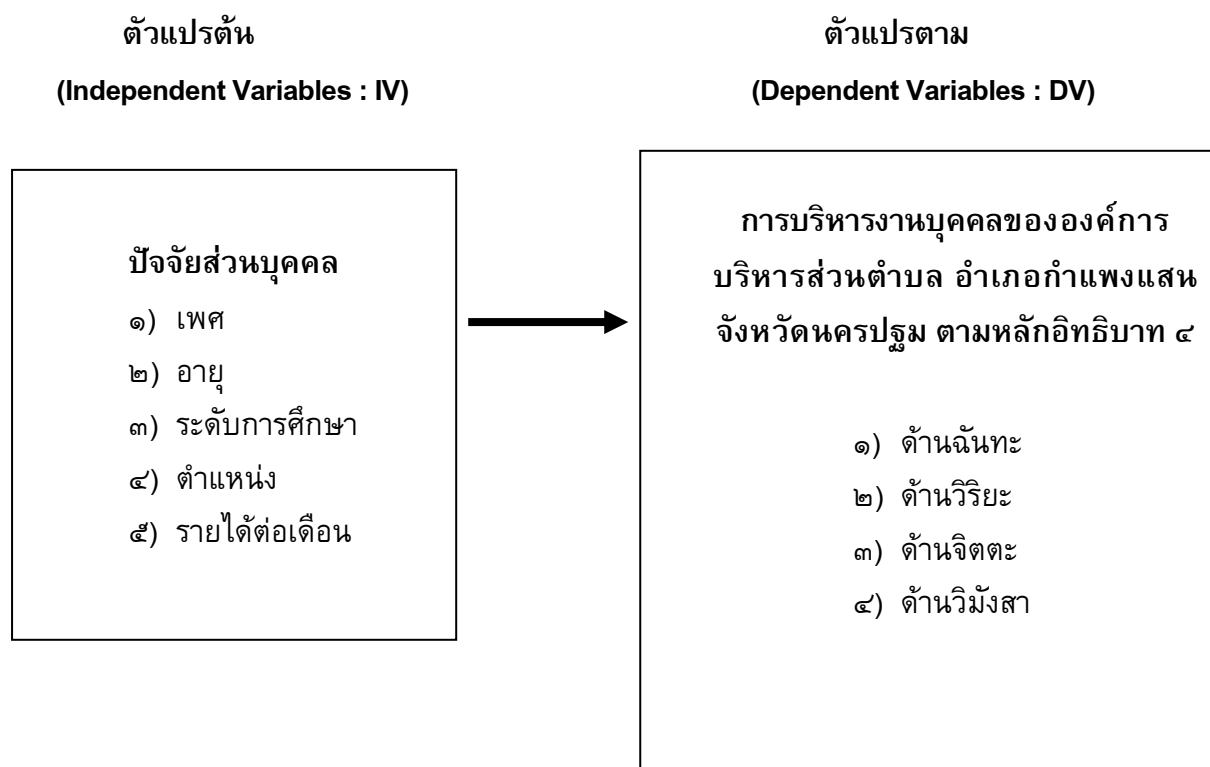 ตัวแปรต้น
(Independent Variables : IV)
ปัจจัยส่วนบุคคล
๑) เพศ
๒) อายุ
๓) ระดับการศึกษา
๔) ตำแหน่ง
๕) รายได้ต่อเดือน
ตัวแปรตาม
(Dependent Variables : DV)
การบริหารงานบุคคลขององค์การ
บริหารส่วนตำบล อำเภอกำแพงแสน
จังหวัดนครปฐม ตามหลักอิทธิบาท ๔
๑) ด้านฉันทะ
๒) ด้านวิริยะ
๓) ด้านจิตตะ
๔) ด้านวิมังสา